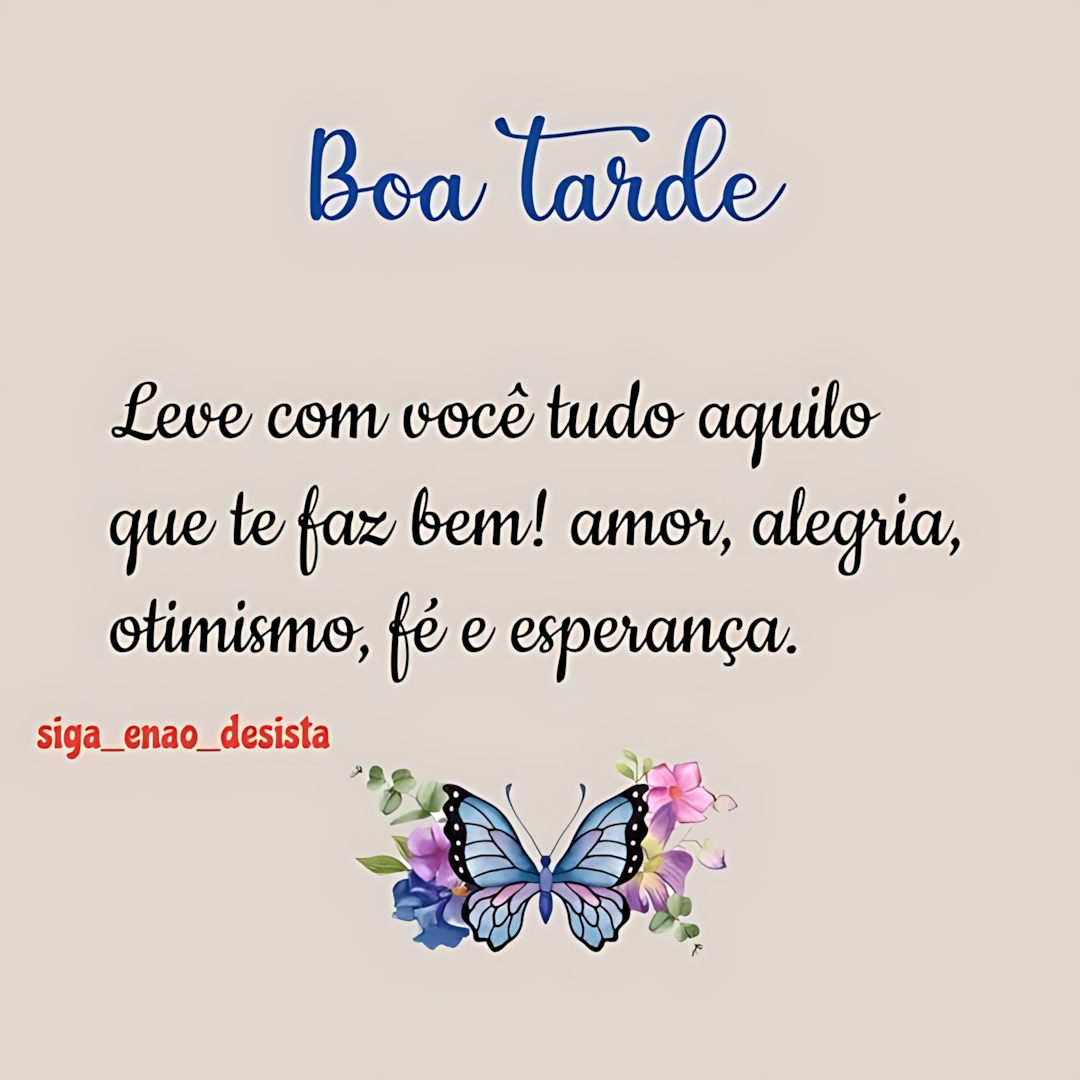 Boa tarde
Leve com você tudo aquilo
que te faz bem! amor, alegria,
otimismo, fé e esperança.
siga_enao_desista